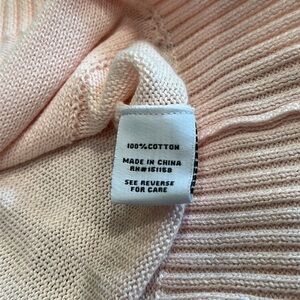 100%COTTON
MADE IN CHINA
RN#151158
SEE REVERSE
FOR CARE